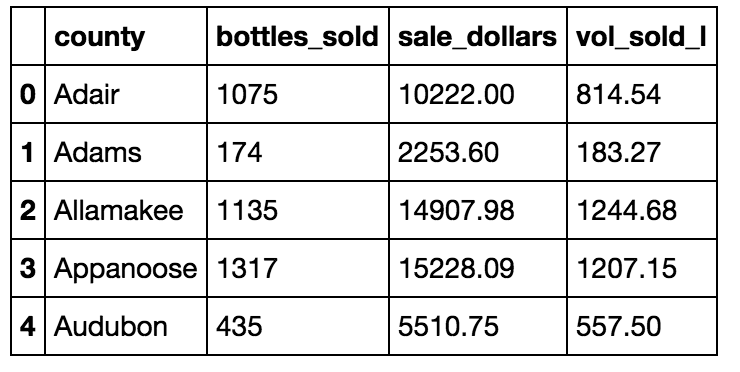 county bottles_sold sale_dollars vol_sold_l
0 Adair 1075 10222.00 814.54
1 Adams 174 2253.60 183.27
2 Allamakee 1135 14907.98 1244.68
3 Appanoose 1317 15228.09 1207.15
4 Audubon 435 5510.75 557.50